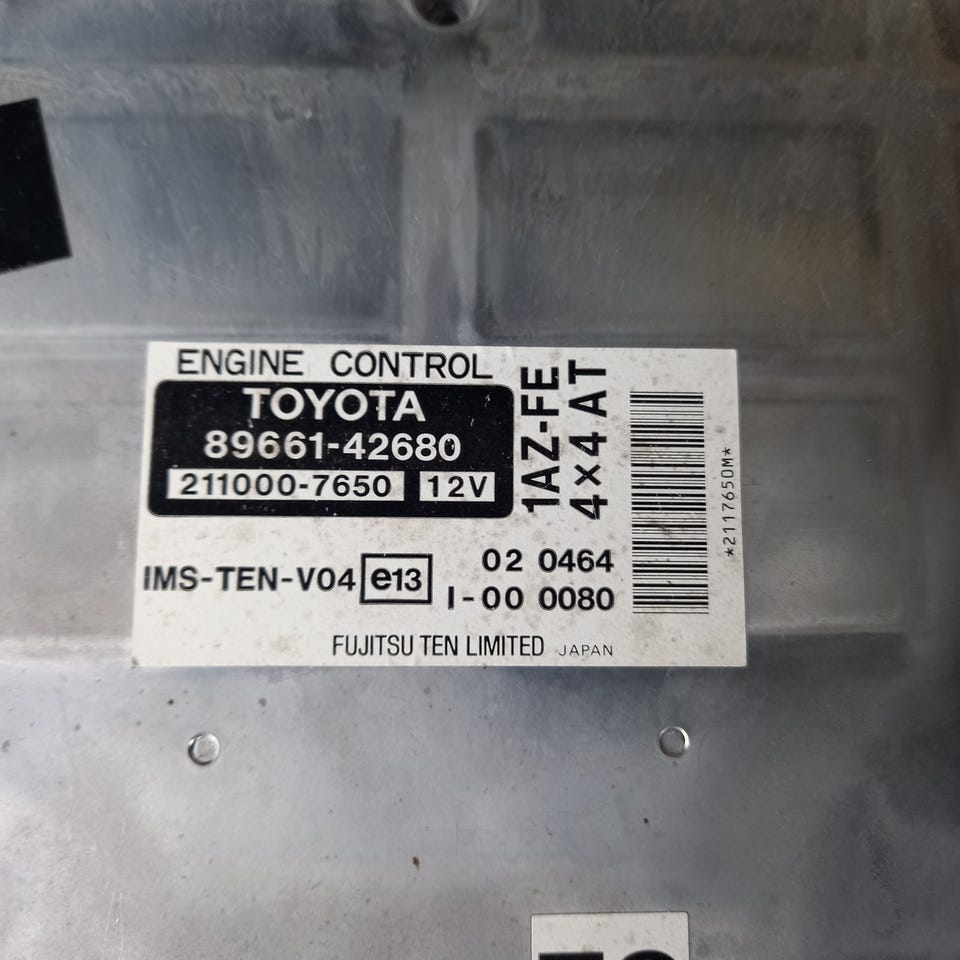 ENGINE CONTROL
TOYOTA
89661-42680
211000-7650 12V
1AZ-FE
4×4 AT
*2117650M*
IMS-TEN-V04 e13
02 0464
I-00 0080
FUJITSU TEN LIMITED JAPAN